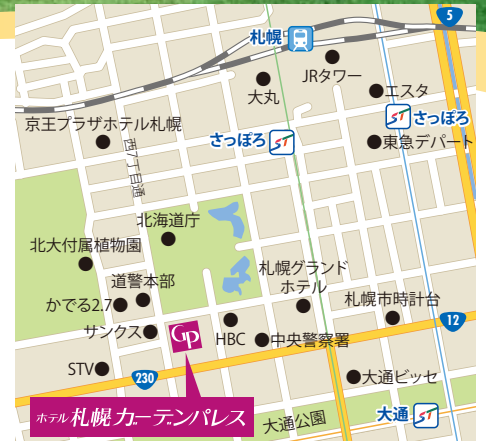 5
札幌
JRタワー
大丸
エスタ
ST
さっぽろ
京王プラザホテル札幌
さっぽろ
ST
東急デパート
西7丁目通
北海道庁
北大付属植物園
札幌グランド
ホテル
道警本部
かでる2.7
札幌市時計台
サンクス
GP
HBC
中央警察署
12
STV
230
大通ビッセ
ホテル 札幌ガーデンパレス
大通公園
大通
ST